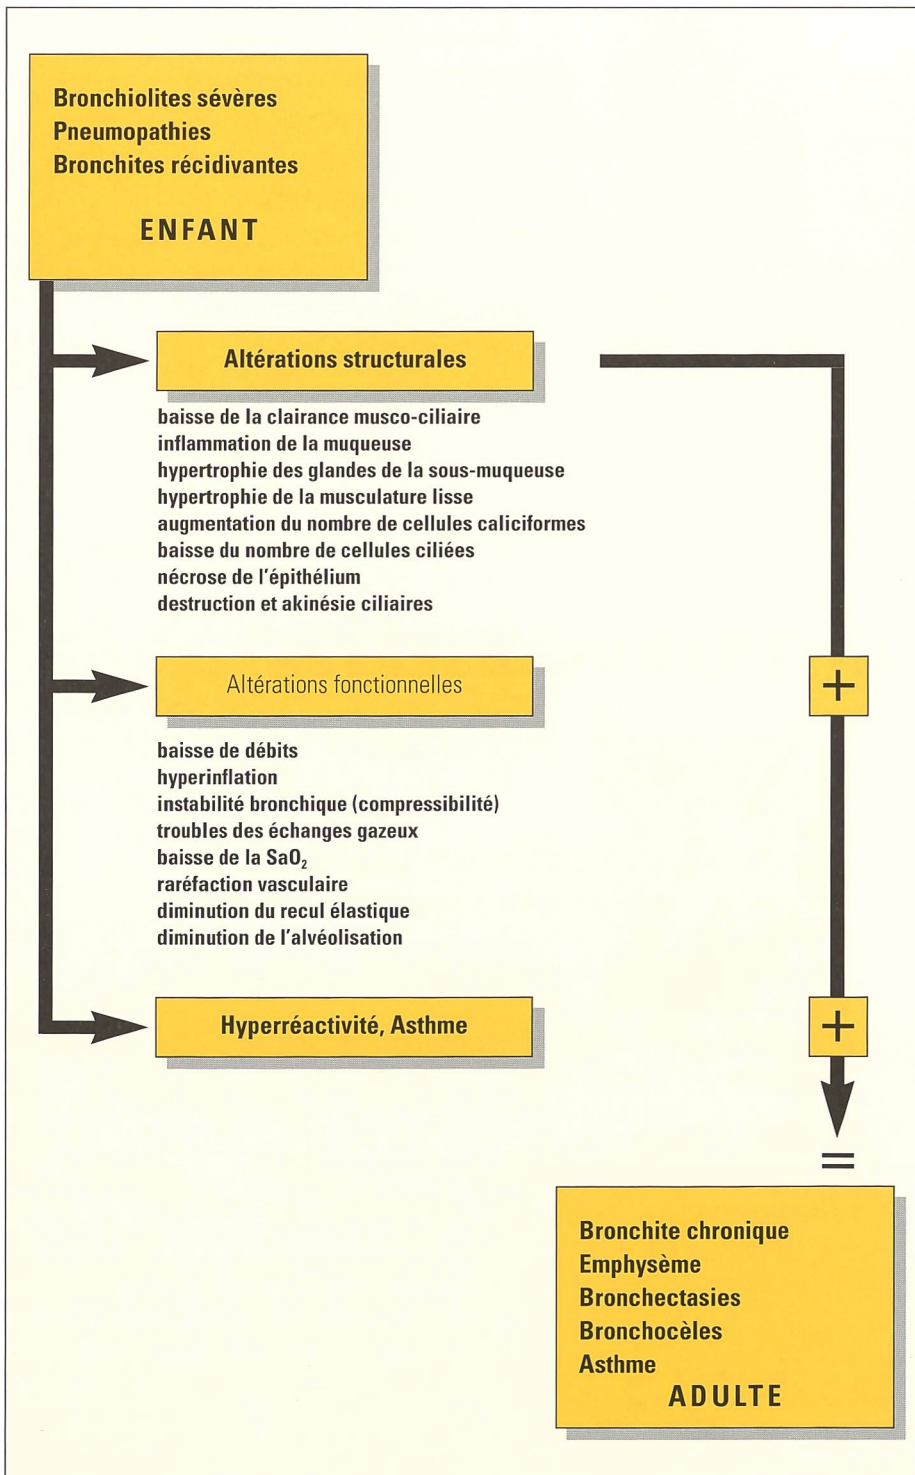 Bronchiolites sévères
Pneumopathies
Bronchites récidivantes
ENFANT
Altérations structurales
baisse de la clairance musco-ciliaire
inflammation de la muqueuse
hypertrophie des glandes de la sous-muqueuse
hypertrophie de la musculature lisse
augmentation du nombre de cellules caliciformes
baisse du nombre de cellules ciliées
nécrose de l'épithélium
destruction et akinésie ciliaires
Altérations fonctionnelles
+
baisse de débits
hyperinflation
instabilité bronchique (compressibilité)
troubles des échanges gazeux
baisse de la SaO₂
raréfaction vasculaire
diminution du recul élastique
diminution de l'alvéolisation
Hyperréactivité, Asthme
+
=
Bronchite chronique
Emphysème
Bronchectasies
Bronchocèles
Asthme
ADULTE